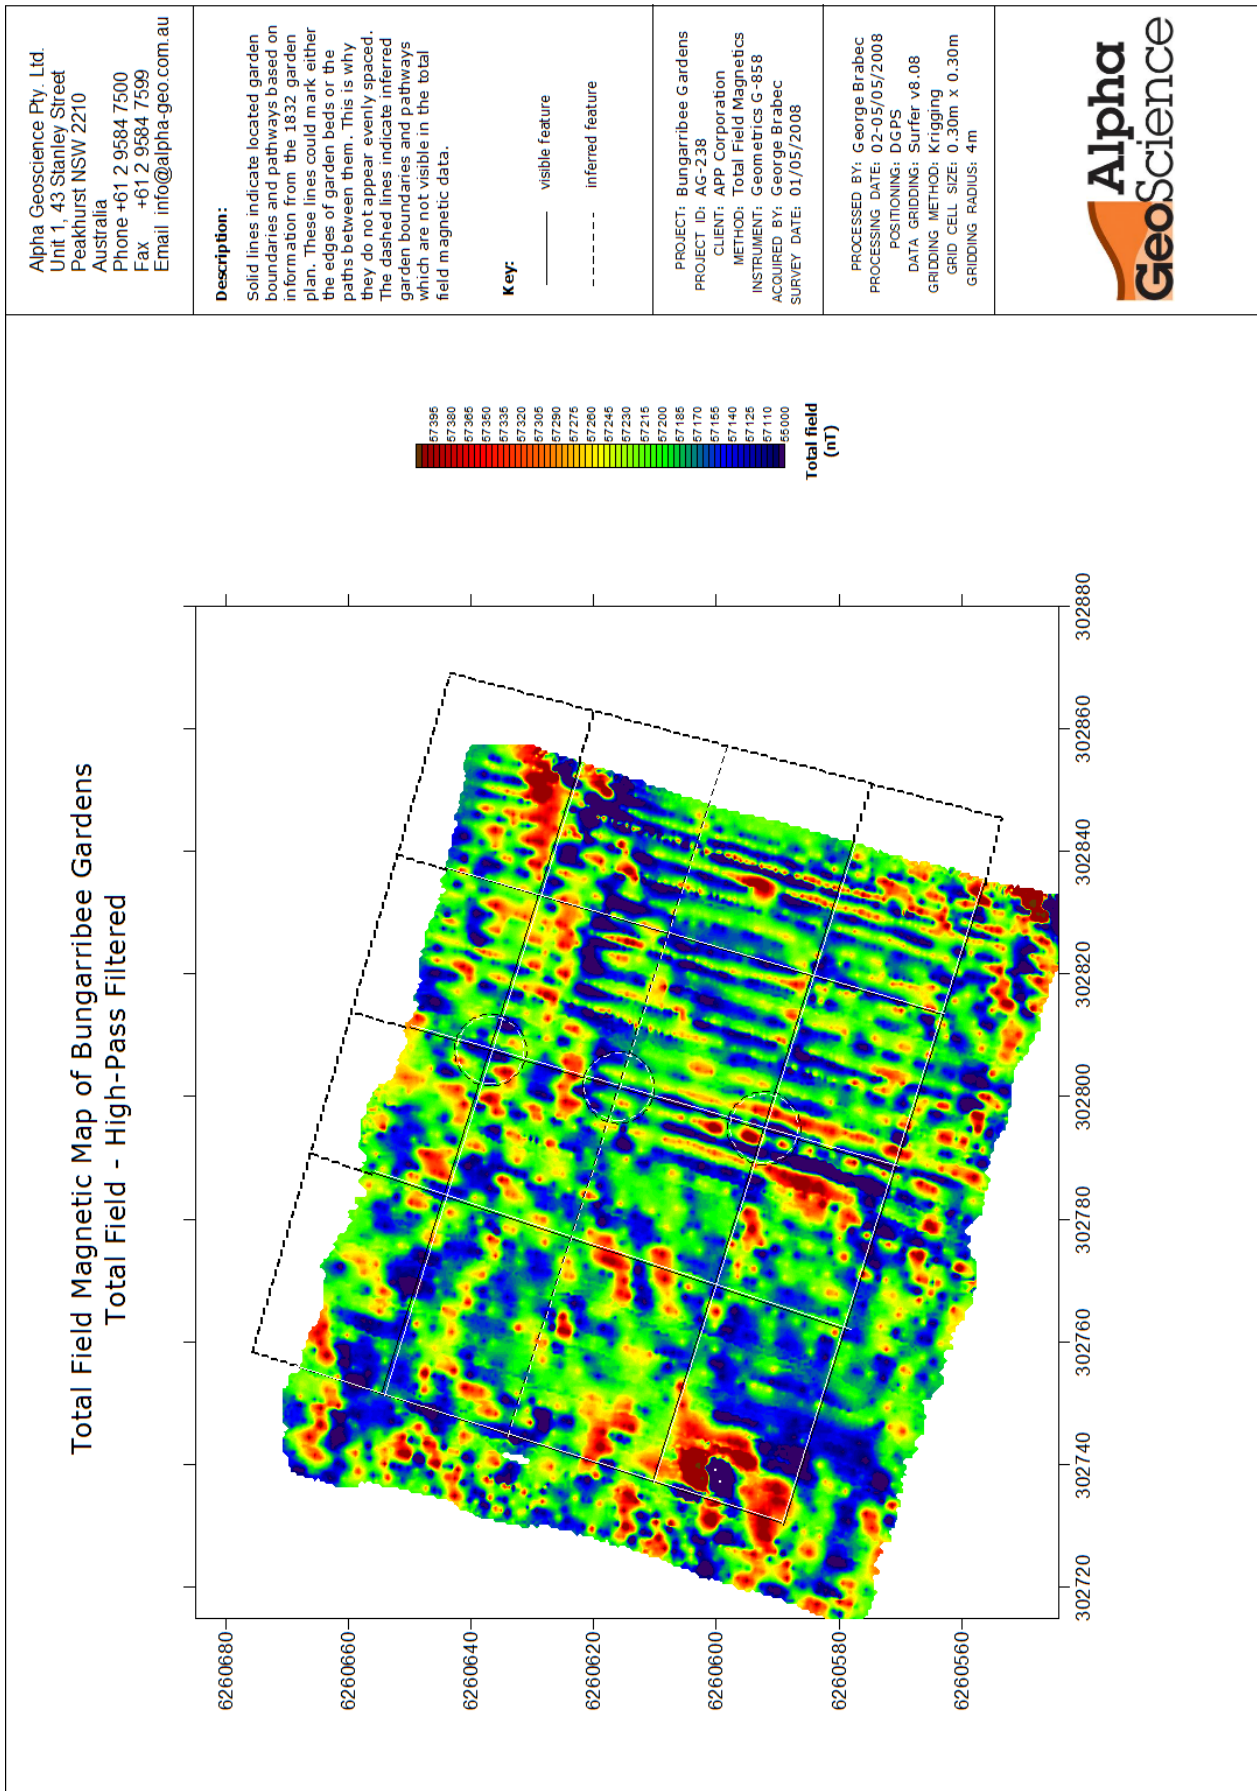 Total Field Magnetic Map of Bungarribee Gardens
Total Field - High-Pass Filtered
6260680
6260660
6260640
6260620
6260600
6260580
6260560
302720
302740
302760
302780
302800
302820
302840
302860
302880
57395
57380
57365
57350
57335
57320
57305
57290
57275
57260
57245
57230
57215
57200
57185
57170
57155
57140
57125
57110
55000
Total field
(nT)
Alpha Geoscience Pty. Ltd.
Unit 1, 43 Stanley Street
Peakhurst NSW 2210
Australia
Phone +61 2 9584 7500
Fax +61 2 9584 7599
Email info@alpha-geo.com.au
Description:
Solid lines indicate located garden
boundaries and pathways based on
information from the 1832 garden
plan. These lines could mark either
the edges of garden beds or the
paths between them. This is why
they do not appear evenly spaced.
The dashed lines indicate inferred
garden boundaries and pathways
which are not visible in the total
field magnetic data.
Key:
visible feature
inferred feature
PROJECT: Bungarribee Gardens
PROJECT ID: AG-238
CLIENT: APP Corporation
METHOD: Total Field Magnetics
INSTRUMENT: Geometrics G-858
ACQUIRED BY: George Brabec
SURVEY DATE: 01/05/2008
PROCESSED BY: George Brabec
PROCESSING DATE: 02-05/05/2008
POSITIONING: DGPS
DATA GRIDDING: Surfer v8.08
GRIDDING METHOD: Krigging
GRID CELL SIZE: 0.30m x 0.30m
GRIDDING RADIUS: 4m
Alpha
GeoScience